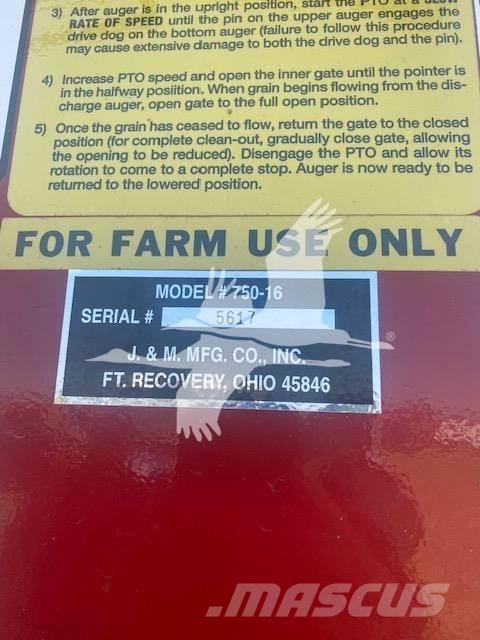 3) After auger is in the upright position, start the PTO at a SLOW
RATE OF SPEED until the pin on the upper auger engages the
drive dog on the bottom auger (failure to follow this procedure
may cause extensive damage to both the drive dog and the pin).
4) Increase PTO speed and open the inner gate until the pointer is
in the halfway posiition. When grain begins flowing from the dis-
charge auger, open gate to the full open position.
5) Once the grain has ceased to flow, return the gate to the closed
position (for complete clean-out, gradually close gate, allowing
the opening to be reduced). Disengage the PTO and allow its
rotation to come to a complete stop. Auger is now ready to be
returned to the lowered position.
FOR FARM USE ONLY
MODEL # 750-16
SERIAL # 5617
J. & M. MFG. CO., INC.
FT. RECOVERY, OHIO 45846
®
MASCUS